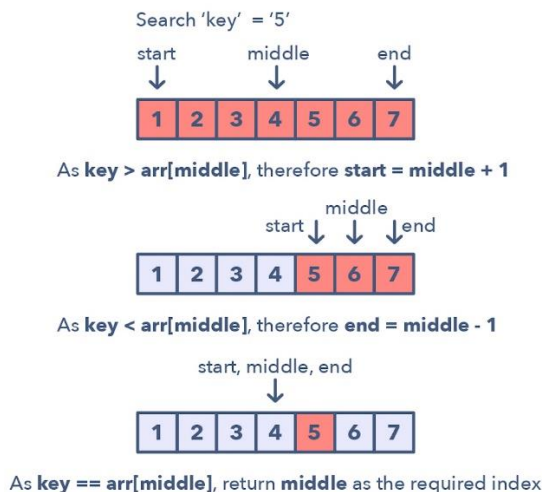 Search ‘key’ = ‘5’
start middle end
1 2 3 4 5 6 7
As key > arr[middle], therefore start = middle + 1
middle
start end
1 2 3 4 5 6 7
As key < arr[middle], therefore end = middle - 1
start, middle, end
1 2 3 4 5 6 7
As key == arr[middle], return middle as the required index